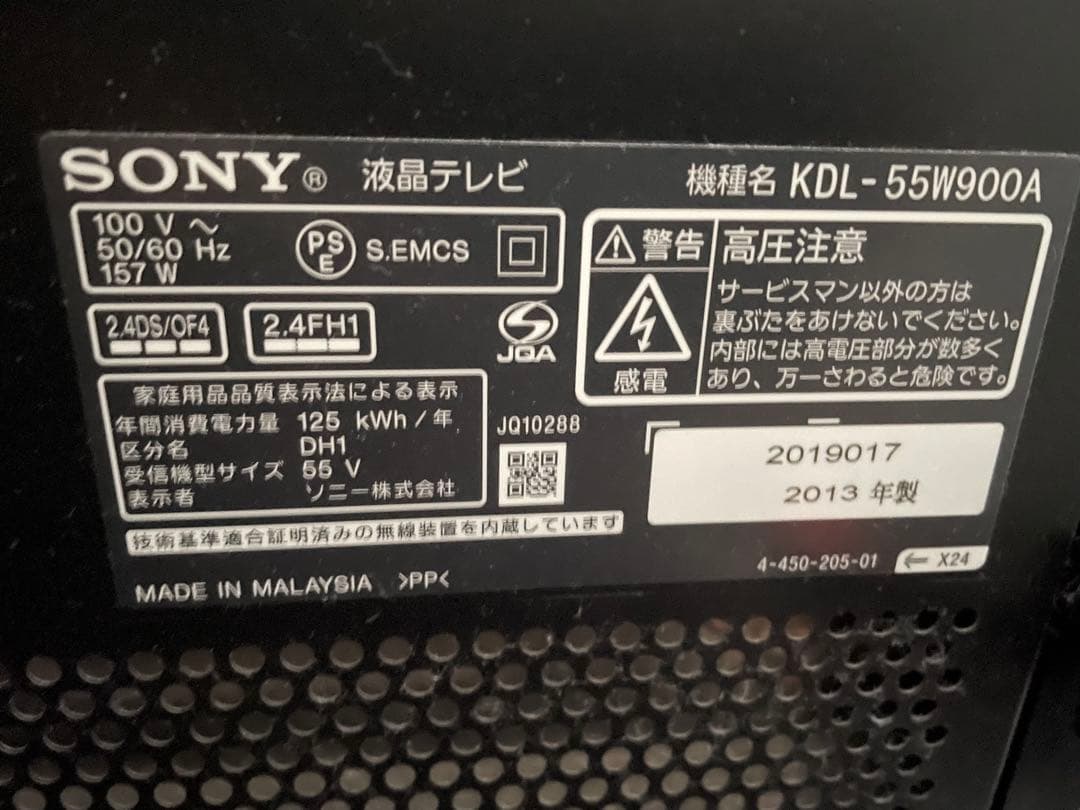 SONY® 液晶テレビ
機種名 KDL-55W900A
100 V ～
50/60 Hz
157 W
PSE
S.EMCS
2.4DS/OF4
2.4FH1
JQA
警告
感電
高圧注意
サービスマン以外の方は
裏ぶたをあけないでください。
内部には高電圧部分が数多く
あり、万一さわると危険です。
家庭用品品質表示法による表示
年間消費電力量 125 kWh/年
区分名 DH1
受信機型サイズ 55 V
表示者 ソニー株式会社
JQ10288
2019017
2013 年製
技術基準適合証明済みの無線装置を内蔵しています
4-450-205-01
← X24
MADE IN MALAYSIA >PP<